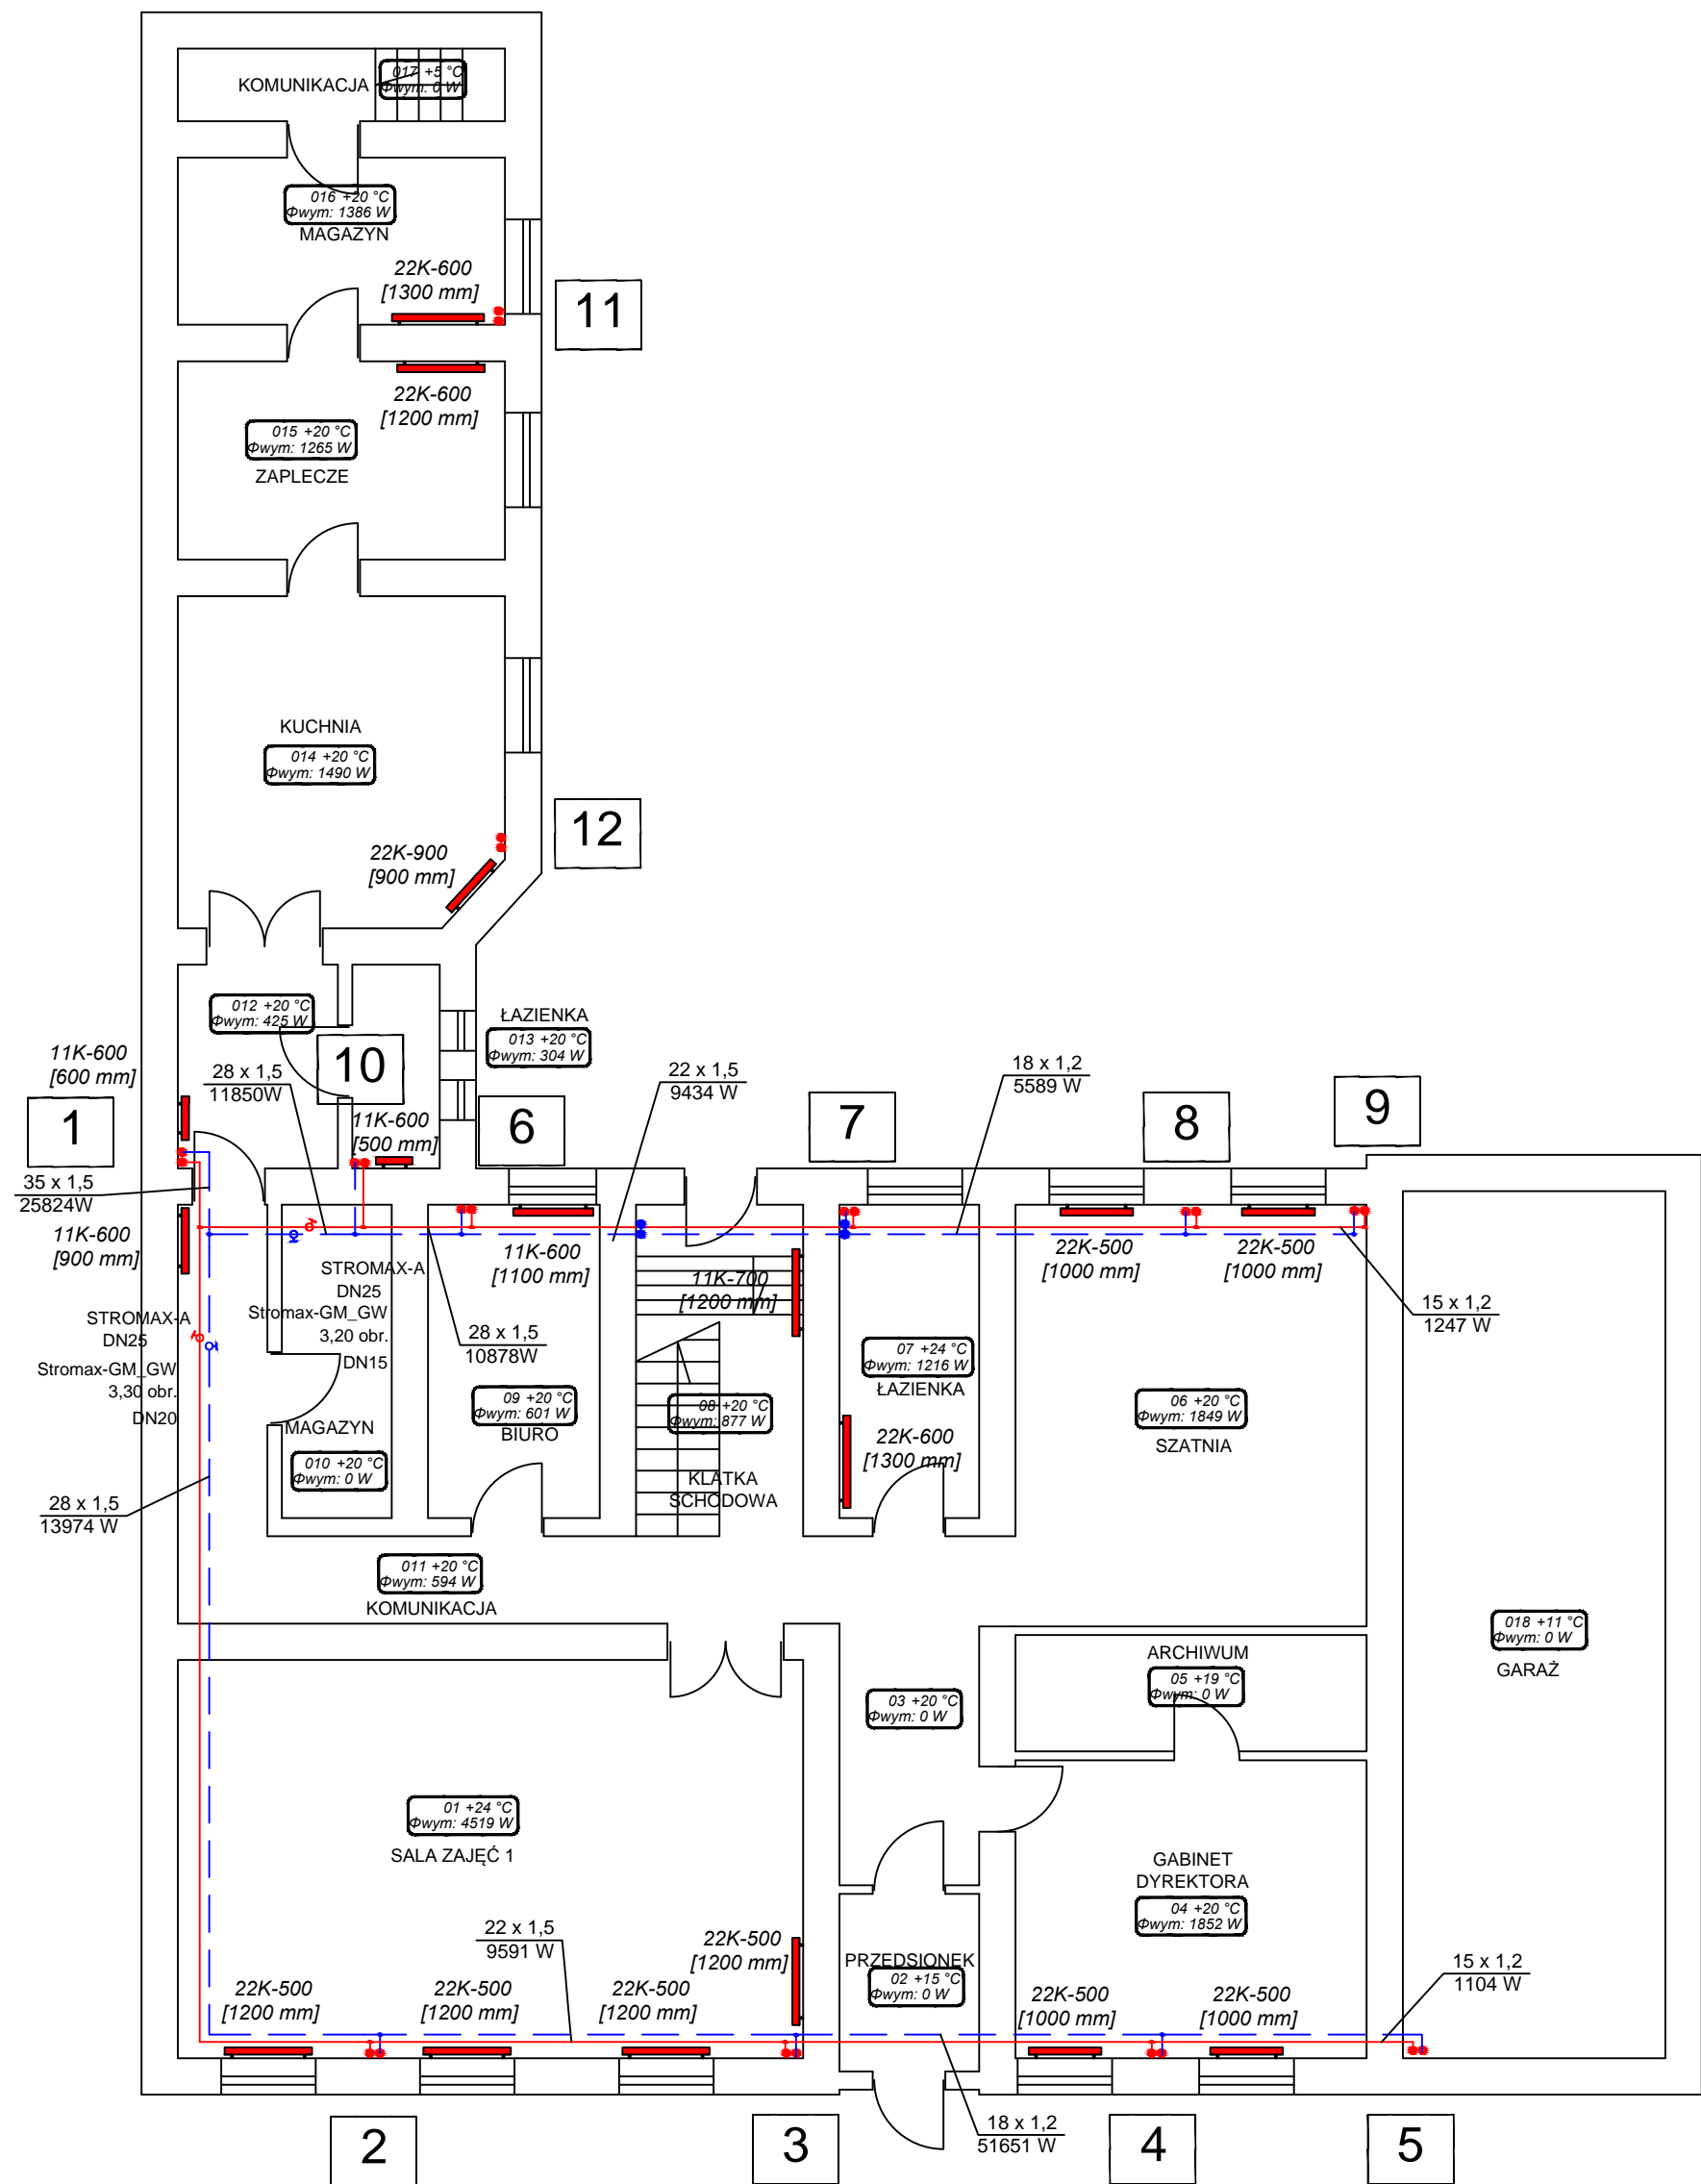 KOMUNIKACJA
017 +5 °C
Φwym: 0 W
016 +20 °C
Φwym: 1386 W
MAGAZYN
22K-600
[1300 mm]
11
22K-600
[1200 mm]
015 +20 °C
Φwym: 1265 W
ZAPLECZE
KUCHNIA
014 +20 °C
Φwym: 1490 W
12
22K-900
[900 mm]
012 +20 °C
Φwym: 425 W
ŁAZIENKA
013 +20 °C
Φwym: 304 W
11K-600
[600 mm]
1
28 x 1,5
11850W
10
11K-600
[500 mm]
6
22 x 1,5
9434 W
7
18 x 1,2
5589 W
8
9
35 x 1,5
25824W
11K-600
[900 mm]
STROMAX-A
DN25
Stromax-GM_GW
3,30 obr.
DN20
STROMAX-A
DN25
Stromax-GM_GW
3,20 obr.
DN15
28 x 1,5
10878W
11K-600
[1100 mm]
11K-700
[1200 mm]
22K-500
[1000 mm]
22K-500
[1000 mm]
15 x 1,2
1247 W
07 +24 °C
Φwym: 1216 W
ŁAZIENKA
09 +20 °C
Φwym: 601 W
BIURO
08 +20 °C
Φwym: 877 W
KLATKA
SCHODOWA
22K-600
[1300 mm]
06 +20 °C
Φwym: 1849 W
SZATNIA
MAGAZYN
010 +20 °C
Φwym: 0 W
28 x 1,5
13974 W
011 +20 °C
Φwym: 594 W
KOMUNIKACJA
018 +11 °C
Φwym: 0 W
GARAŻ
ARCHIWUM
05 +19 °C
Φwym: 0 W
03 +20 °C
Φwym: 0 W
01 +24 °C
Φwym: 4519 W
SALA ZAJĘĆ 1
GABINET
DYREKTORA
04 +20 °C
Φwym: 1852 W
22 x 1,5
9591 W
22K-500
[1200 mm]
PRZEDSIONEK
02 +15 °C
Φwym: 0 W
15 x 1,2
1104 W
22K-500
[1200 mm]
22K-500
[1200 mm]
22K-500
[1200 mm]
22K-500
[1000 mm]
22K-500
[1000 mm]
18 x 1,2
51651 W
2
3
4
5